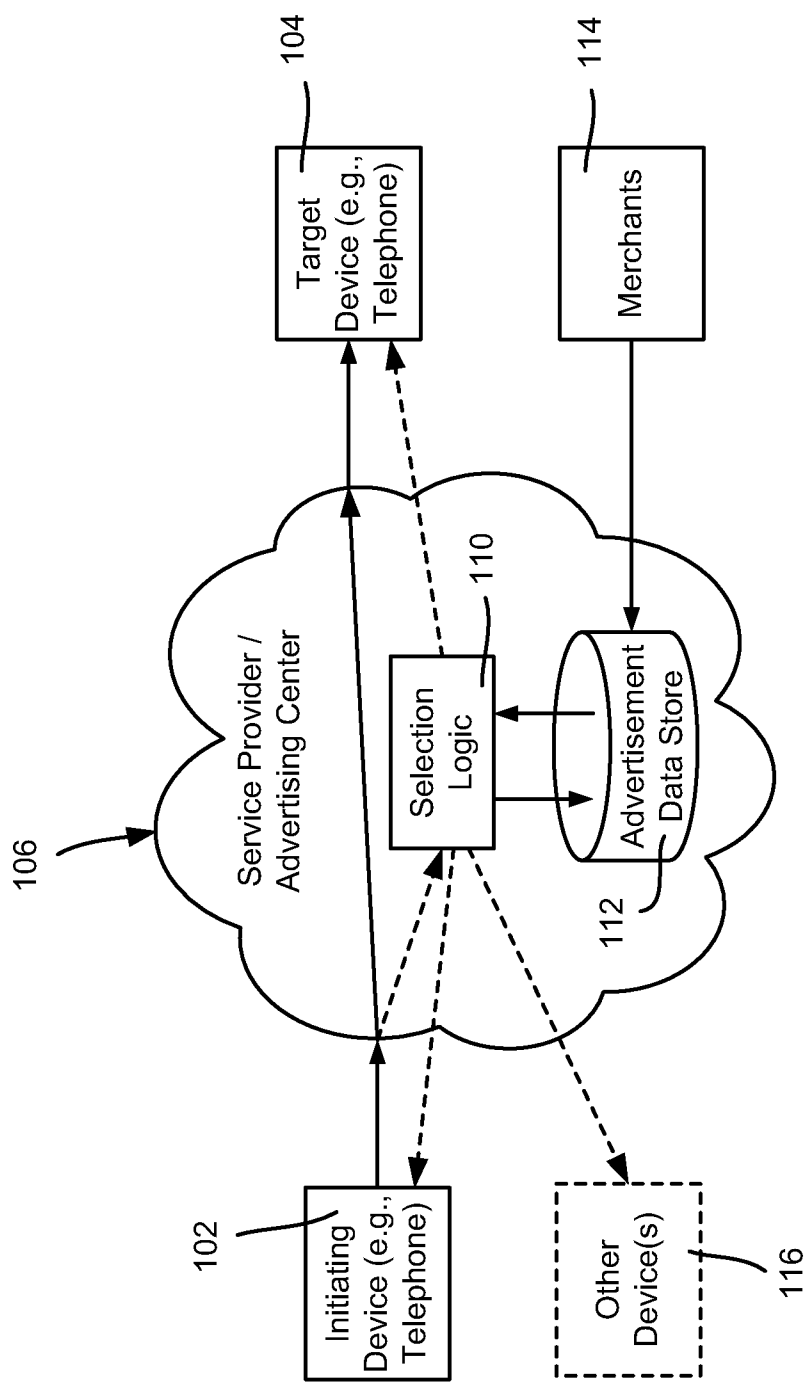 106
Service Provider /
Advertising Center
102
Initiating
Device (e.g.,
Telephone)
104
Target
Device (e.g.,
Telephone)
Selection
Logic
110
Advertisement
Data Store
112
Merchants
114
Other
Device(s)
116